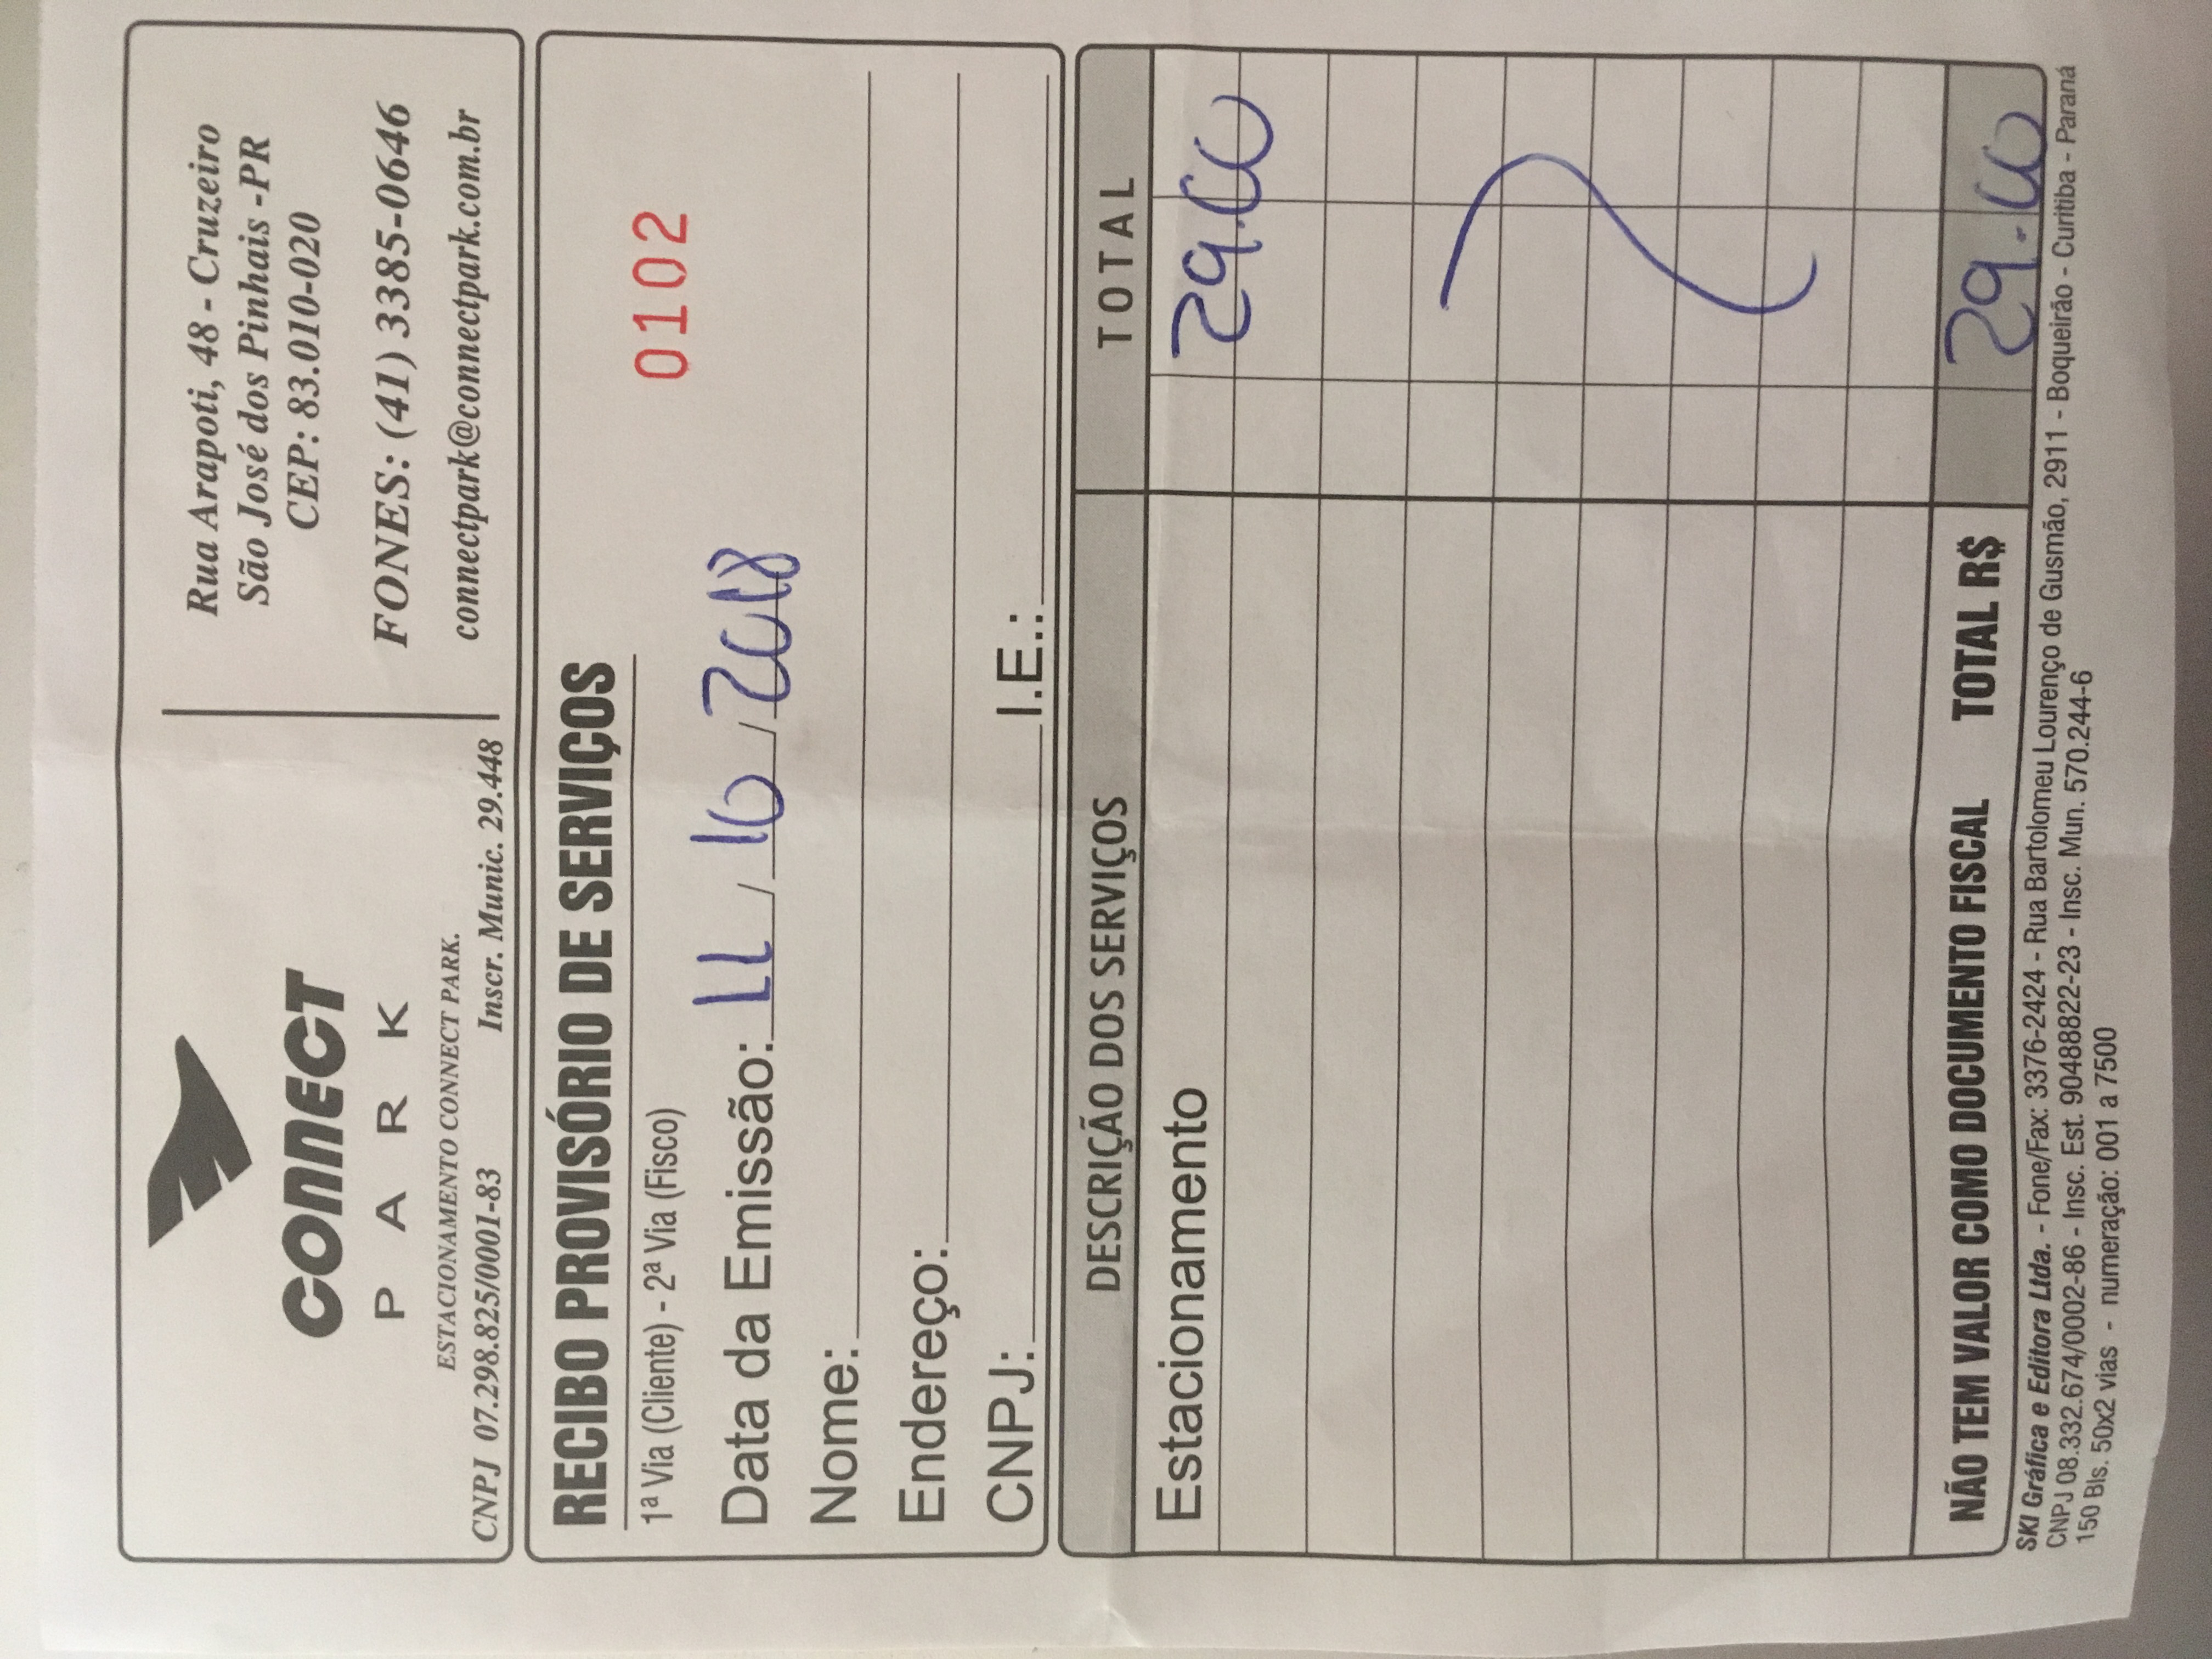 CONNECT
PARK
ESTACIONAMENTO CONNECT PARK.
CNPJ 07.298.825/0001-83 Inscr. Munic. 29.448
Rua Arapoti, 48 - Cruzeiro
São José dos Pinhais -PR
CEP: 83.010-020
FONES: (41) 3385-0646
connectpark@connectpark.com.br
RECIBO PROVISÓRIO DE SERVIÇOS
1ª Via (Cliente) - 2ª Via (Fisco)
0102
Data da Emissão: 11 / 10 / 2018
Nome:
Endereço:
CNPJ: I.E.:
DESCRIÇÃO DOS SERVIÇOS TOTAL
Estacionamento 29.00
NÃO TEM VALOR COMO DOCUMENTO FISCAL TOTAL R$ 29.00
SKI Gráfica e Editora Ltda. - Fone/Fax: 3376-2424 - Rua Bartolomeu Lourenço de Gusmão, 2911 - Boqueirão - Curitiba - Paraná
CNPJ 08.332.674/0002-86 - Insc. Est. 90488822-23 - Insc. Mun. 570.244-6
150 Bls. 50x2 vias - numeração: 001 a 7500